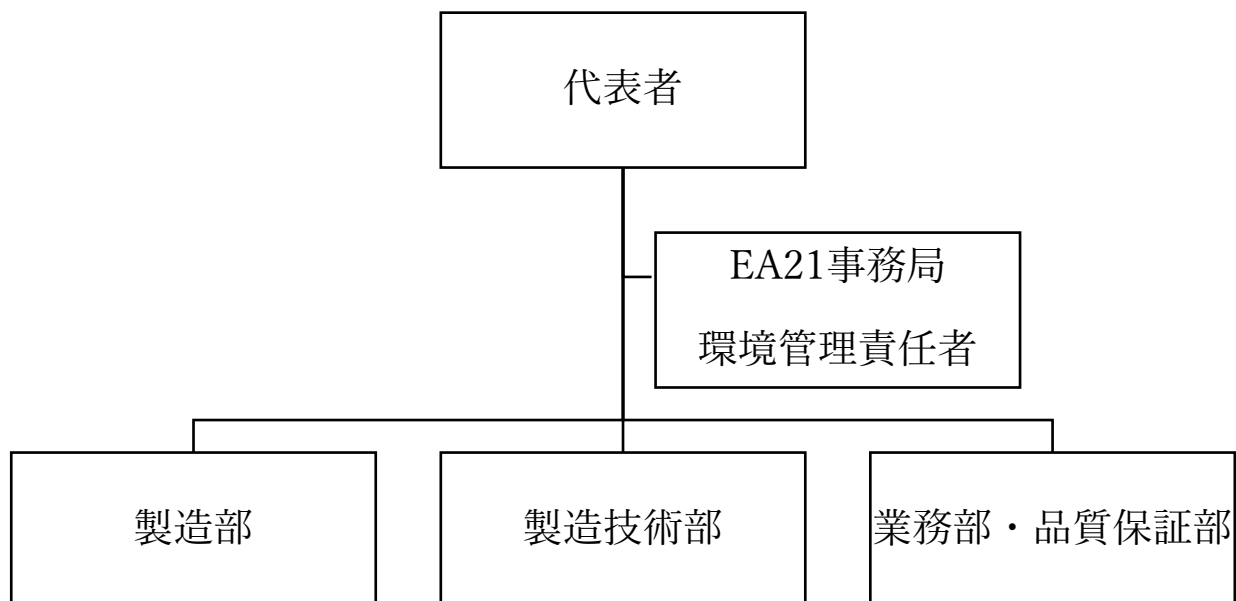 代表者
EA21事務局
環境管理責任者
製造部
製造技術部
業務部・品質保証部